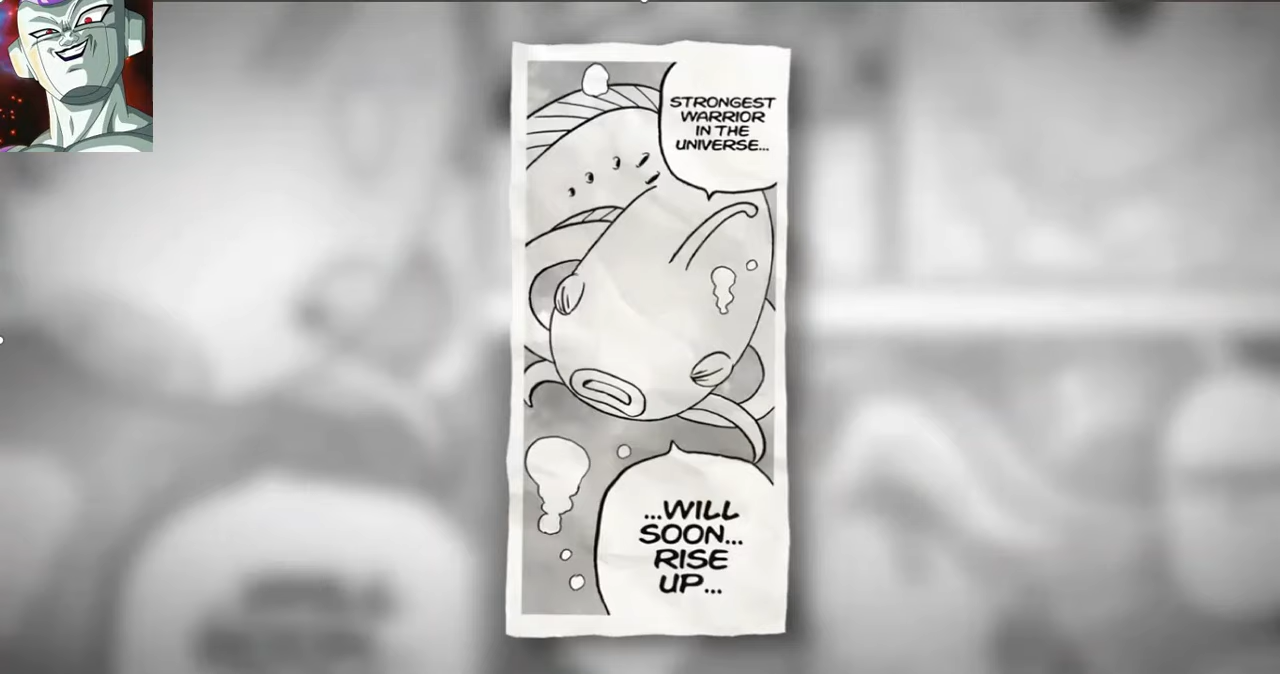 STRONGEST
WARRIOR
IN THE
UNIVERSE...
...WILL
SOON...
RISE
UP...